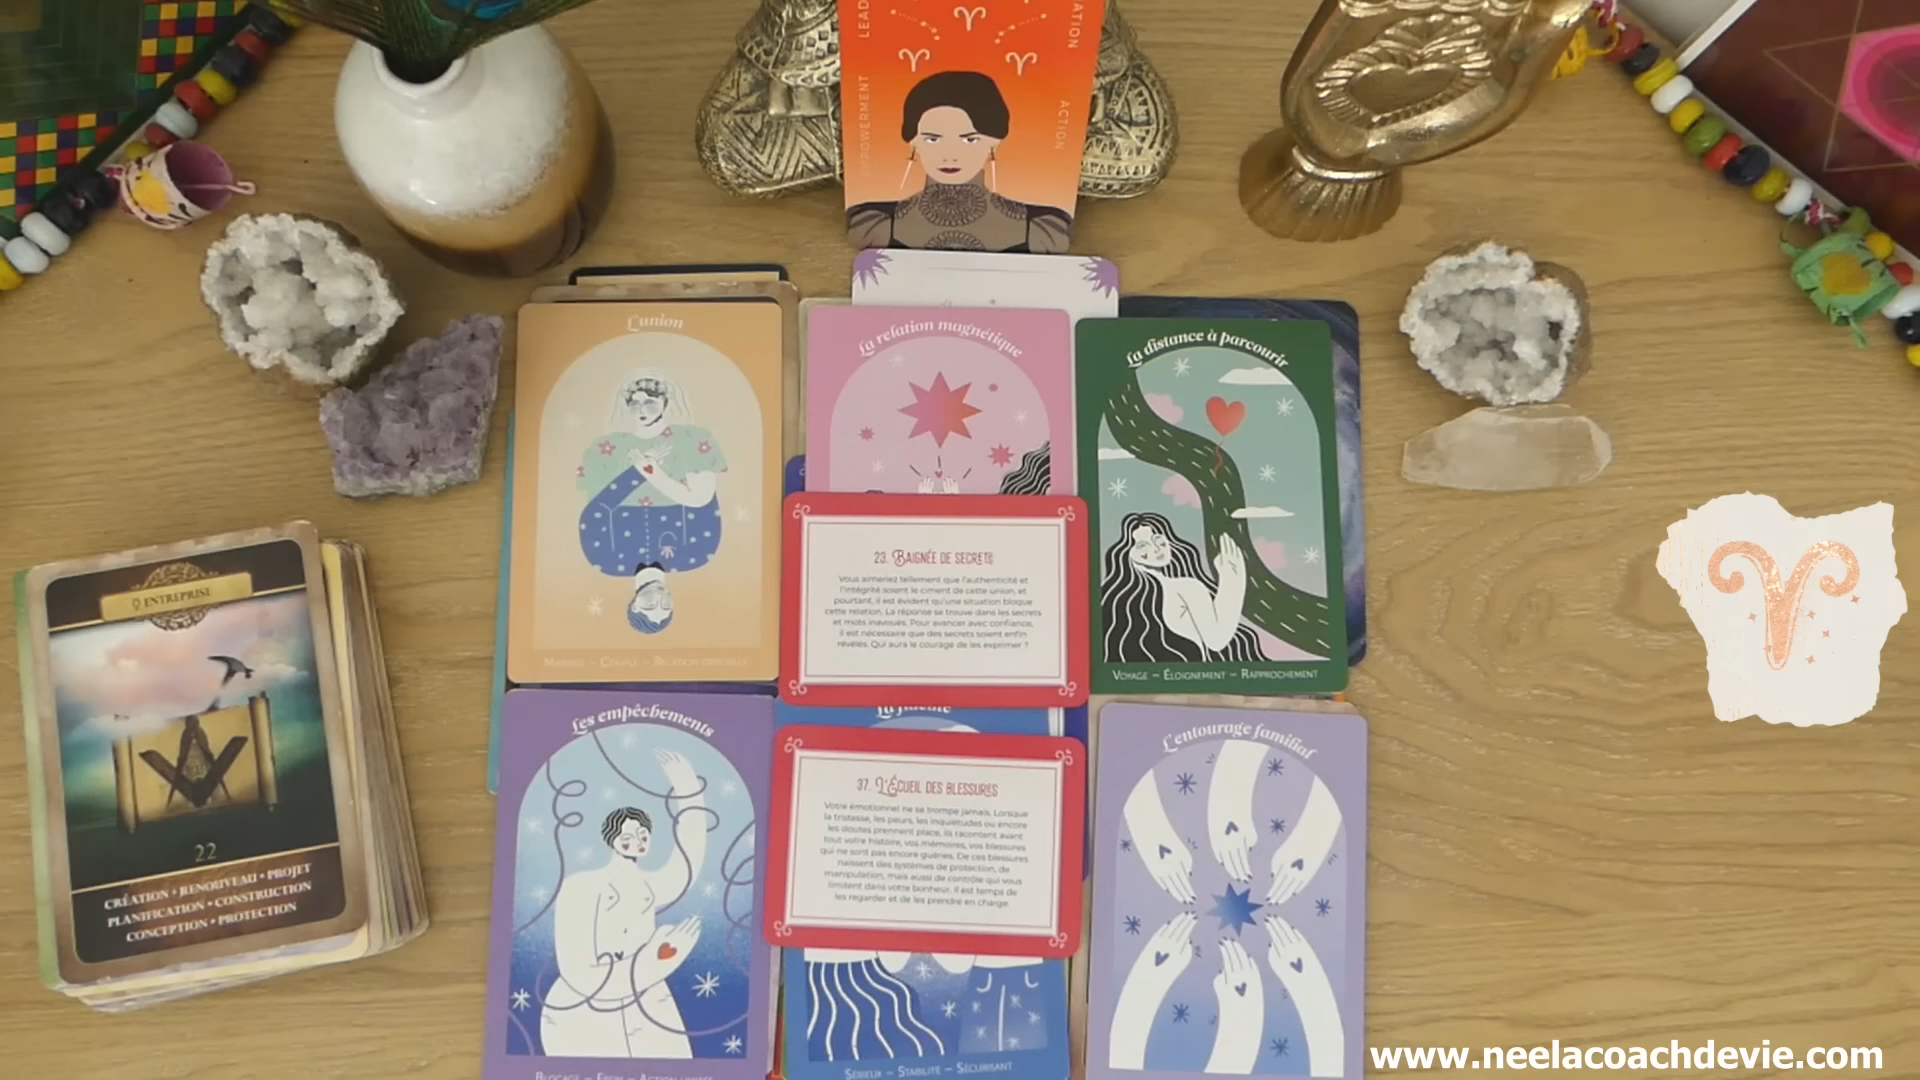 EMPOWERMENT
ACTION
L'union
MARIAGE – COUPLE – RELATION OFFICIELLE
La relation magnétique
La distance à parcourir
VOYAGE – ÉLOIGNEMENT – RAPPROCHEMENT
23. BAIGNÉE DE SECRETS
Vous aimeriez tellement que l'authenticité et
l'intégrité soient le ciment de cette union, et
pourtant, il est évident qu'une situation bloque
cette relation. La réponse se trouve dans les secrets
et mots inavoués. Pour avancer avec confiance,
il est nécessaire que des secrets soient enfin
révélés. Qui aura le courage de les exprimer ?
ENTREPRISE
22
CRÉATION • RENOUVEAU • PROJET
PLANIFICATION • CONSTRUCTION
CONCEPTION • PROTECTION
Les empêchements
BLOCAGE – FREIN –
La fidélité
37. L'ÉCUEIL DES BLESSURES
Votre émotionnel ne se trompe jamais. Lorsque
la tristesse, les peurs, les inquiétudes ou encore
les doutes prennent place, ils racontent avant
tout votre histoire, vos mémoires, vos blessures
qui ne sont pas encore guéries. De ces blessures
naissent des systèmes de protection, de
manipulation, mais aussi de contrôle qui vous
limitent dans votre bonheur. Il est temps de
les regarder et de les prendre en charge.
SÉRIEUX – STABILITÉ – SÉCURISANT
L'entourage familial
www.neelacoachdevie.com